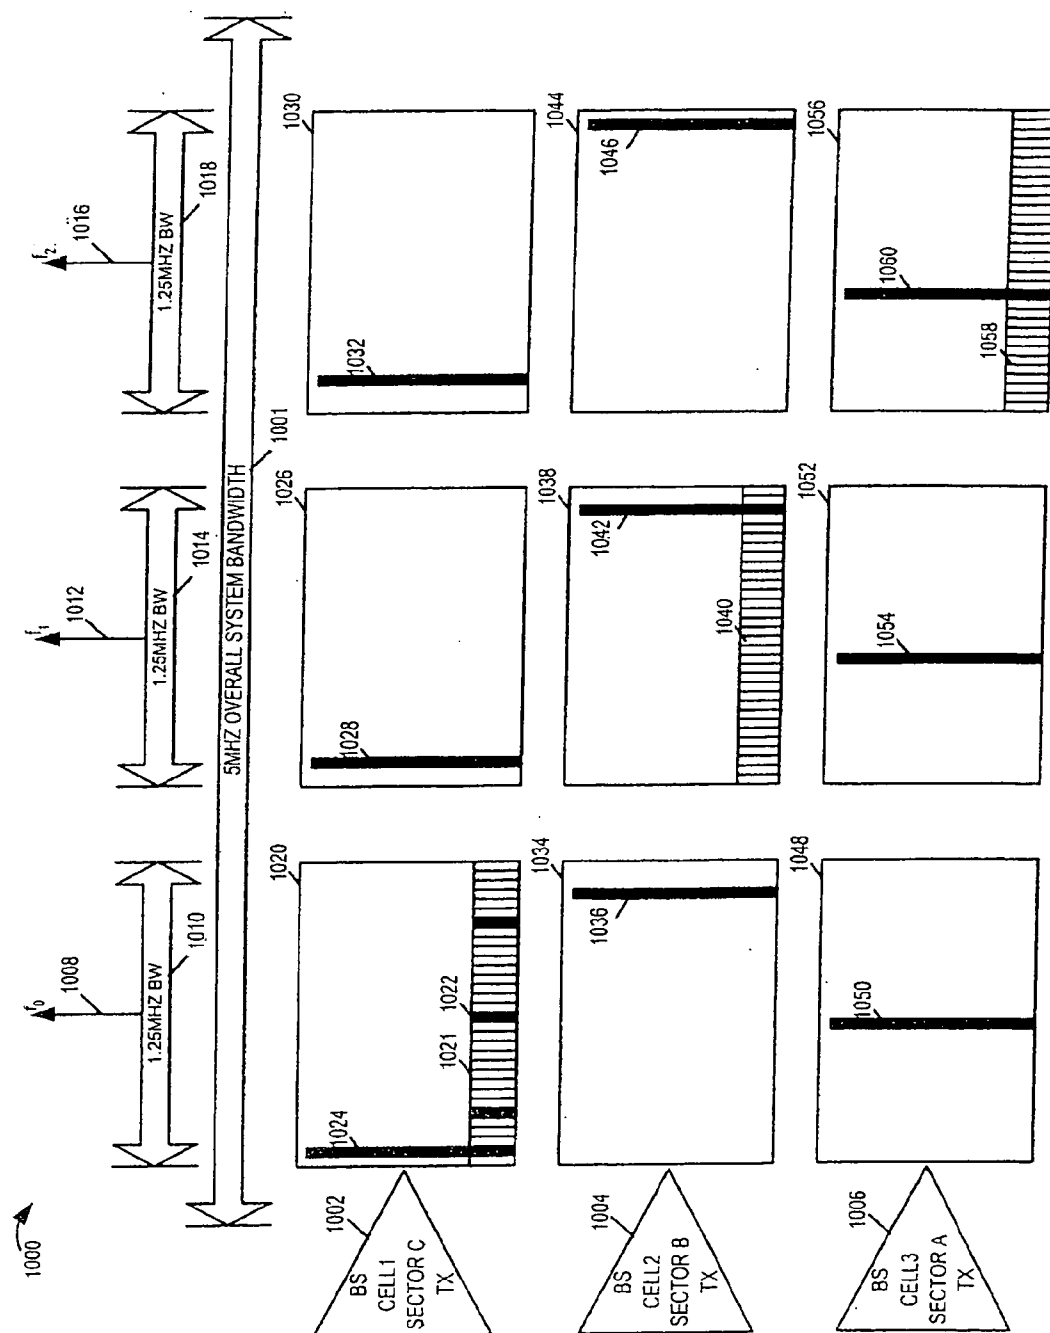 1000
f0
1008
1.25MHZ BW
1010
f1
1012
1.25MHZ BW
1014
f2
1016
1.25MHZ BW
1018
5MHZ OVERALL SYSTEM BANDWIDTH
1001
BS
CELL1
SECTOR C
TX
1002
1020
1024
1021
1022
1026
1028
1030
1032
BS
CELL2
SECTOR B
TX
1004
1034
1036
1038
1040
1042
1044
1046
BS
CELL3
SECTOR A
TX
1006
1048
1050
1052
1054
1056
1058
1060